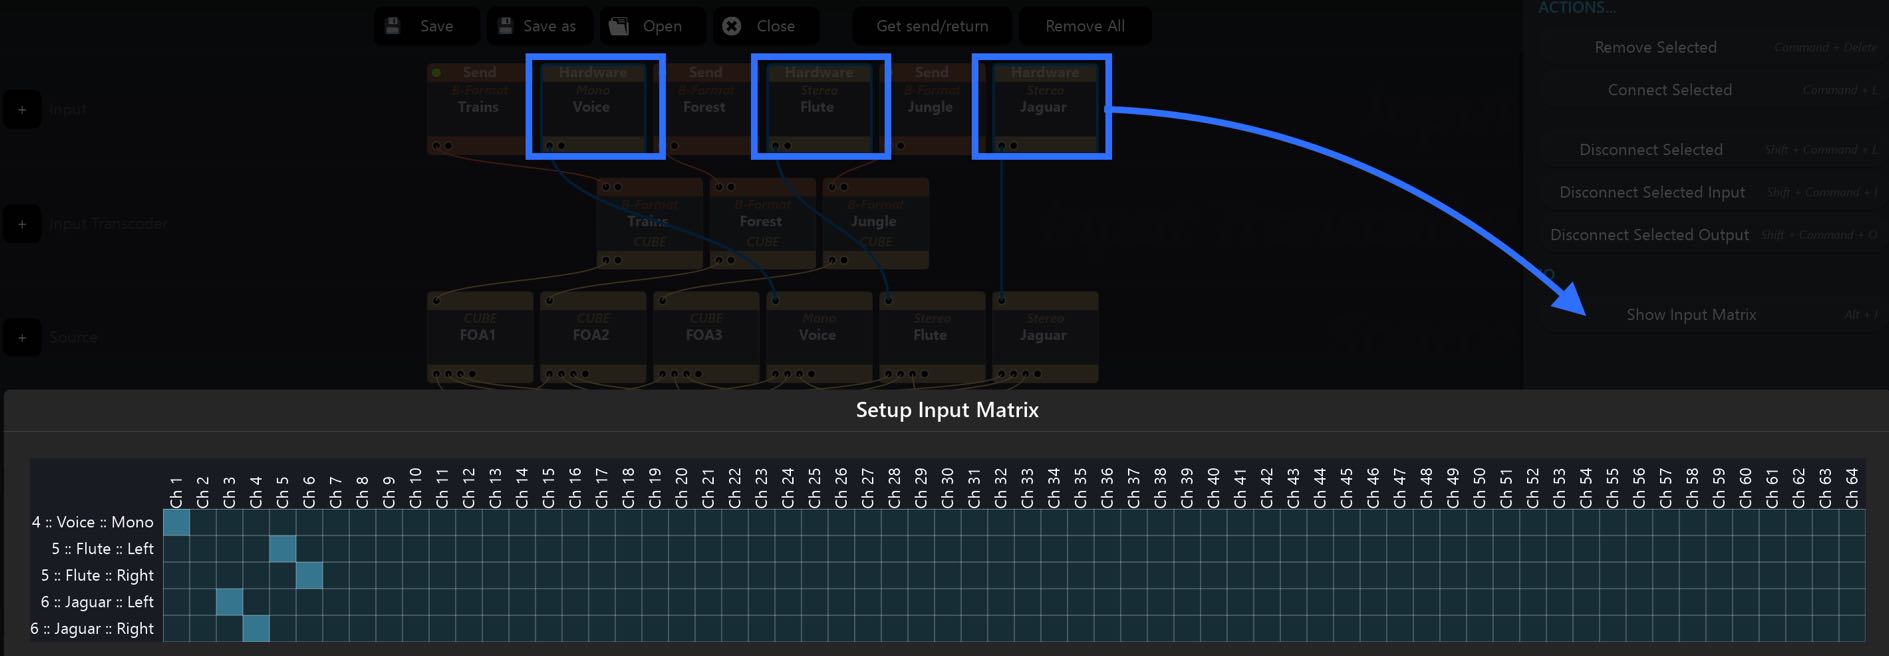 Save
Save as
Open
Close
Get send/return
Remove All
ACTIONS...
Remove Selected Command + Delete
Connect Selected Command + L
Disconnect Selected Shift + Command + L
Disconnect Selected Input Shift + Command + I
Disconnect Selected Output Shift + Command + O
IO
Show Input Matrix Alt + I
+ Input
Send
B-Format
Trains
Hardware
Mono
Voice
Send
B-Format
Forest
Hardware
Stereo
Flute
Send
B-Format
Jungle
Hardware
Stereo
Jaguar
+ Input Transcoder
B-Format
Trains
CUBE
B-Format
Forest
CUBE
B-Format
Jungle
CUBE
+ Source
CUBE
FOA1
CUBE
FOA2
CUBE
FOA3
Mono
Voice
Stereo
Flute
Stereo
Jaguar
Setup Input Matrix
Ch 1
Ch 2
Ch 3
Ch 4
Ch 5
Ch 6
Ch 7
Ch 8
Ch 9
Ch 10
Ch 11
Ch 12
Ch 13
Ch 14
Ch 15
Ch 16
Ch 17
Ch 18
Ch 19
Ch 20
Ch 21
Ch 22
Ch 23
Ch 24
Ch 25
Ch 26
Ch 27
Ch 28
Ch 29
Ch 30
Ch 31
Ch 32
Ch 33
Ch 34
Ch 35
Ch 36
Ch 37
Ch 38
Ch 39
Ch 40
Ch 41
Ch 42
Ch 43
Ch 44
Ch 45
Ch 46
Ch 47
Ch 48
Ch 49
Ch 50
Ch 51
Ch 52
Ch 53
Ch 54
Ch 55
Ch 56
Ch 57
Ch 58
Ch 59
Ch 60
Ch 61
Ch 62
Ch 63
Ch 64
4 :: Voice :: Mono
5 :: Flute :: Left
5 :: Flute :: Right
6 :: Jaguar :: Left
6 :: Jaguar :: Right